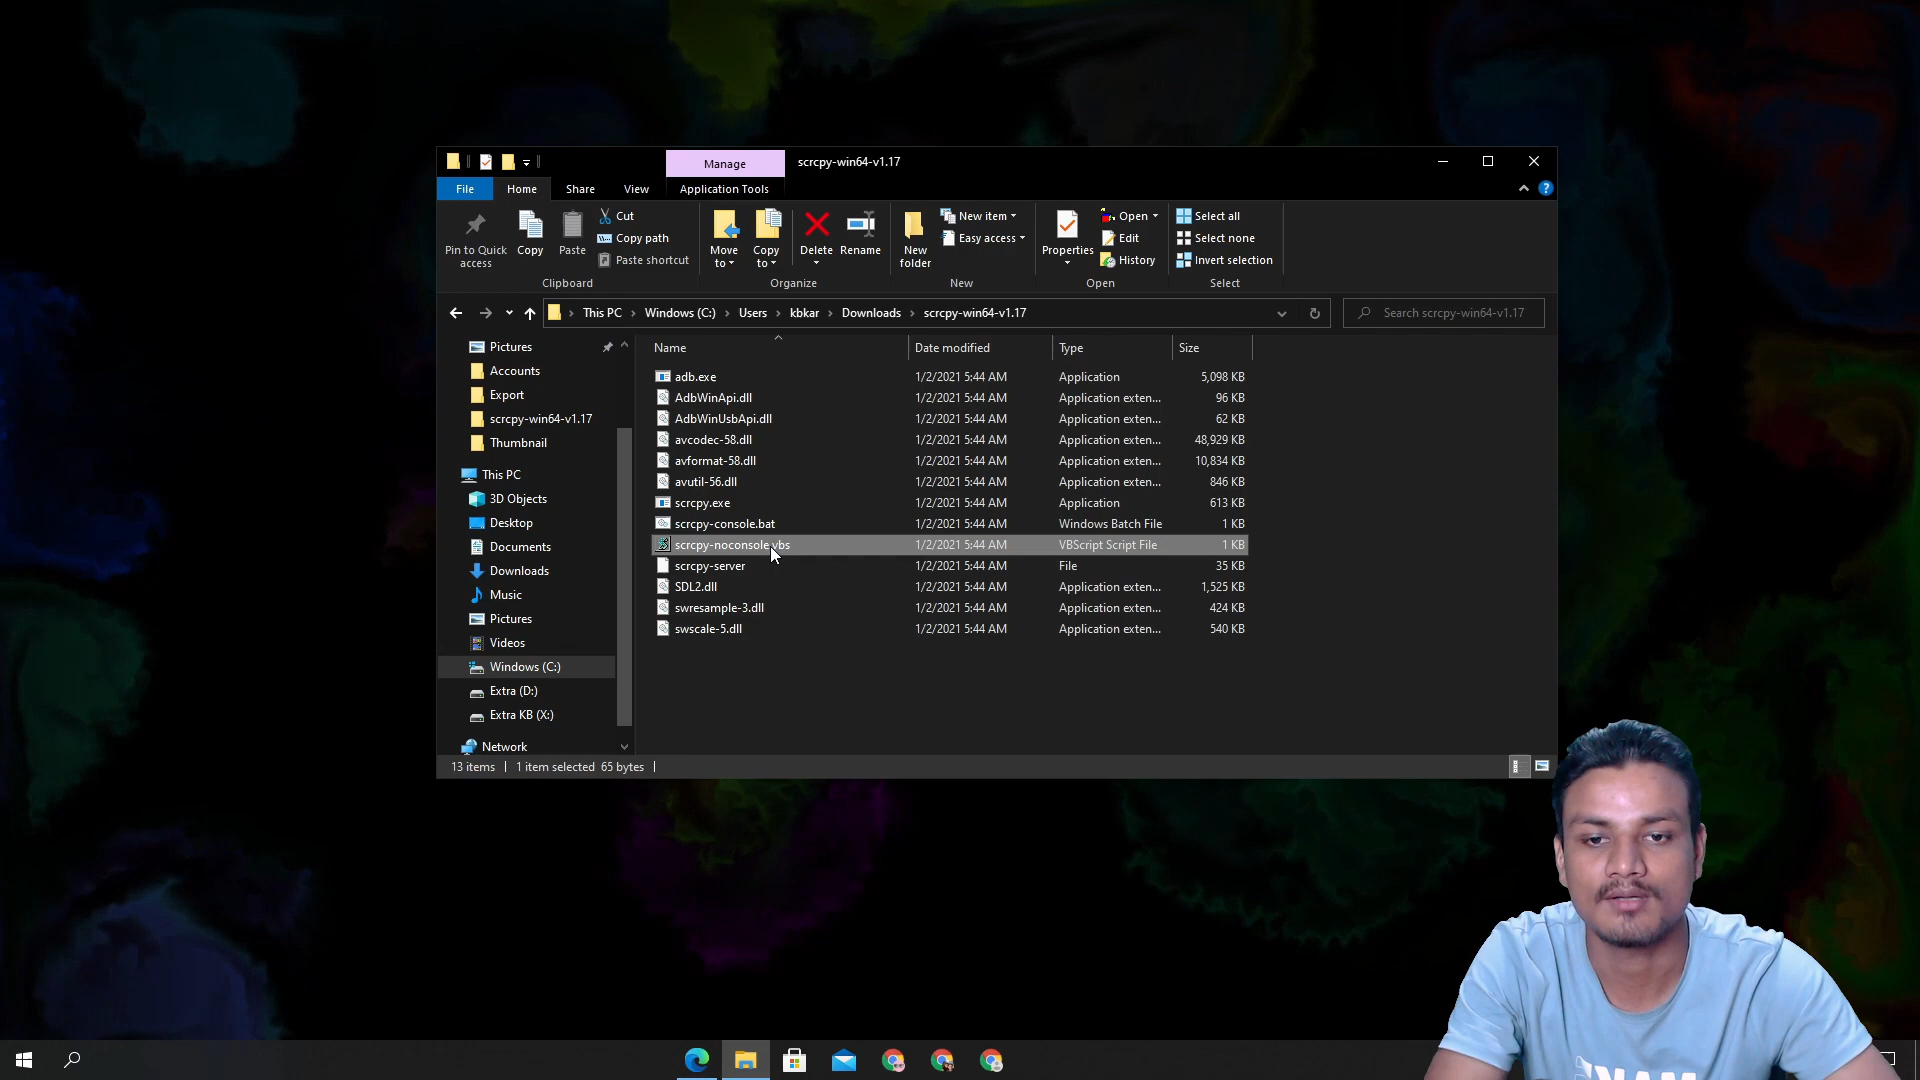 Manage
scrcpy-win64-v1.17
File
Home
Share
View
Application Tools
Pin to Quick access
Copy
Paste
Cut
Copy path
Paste shortcut
Clipboard
Move to
Copy to
Delete
Rename
Organize
New folder
New item
Easy access
New
Properties
Open
Edit
History
Open
Select all
Select none
Invert selection
Select
This PC > Windows (C:) > Users > kbkar > Downloads > scrcpy-win64-v1.17
Search scrcpy-win64-v1.17
Pictures
Accounts
Export
scrcpy-win64-v1.17
Thumbnail
This PC
3D Objects
Desktop
Documents
Downloads
Music
Pictures
Videos
Windows (C:)
Extra (D:)
Extra KB (X:)
Network
Name Date modified Type Size
adb.exe 1/2/2021 5:44 AM Application 5,098 KB
AdbWinApi.dll 1/2/2021 5:44 AM Application exten... 96 KB
AdbWinUsbApi.dll 1/2/2021 5:44 AM Application exten... 62 KB
avcodec-58.dll 1/2/2021 5:44 AM Application exten... 48,929 KB
avformat-58.dll 1/2/2021 5:44 AM Application exten... 10,834 KB
avutil-56.dll 1/2/2021 5:44 AM Application exten... 846 KB
scrcpy.exe 1/2/2021 5:44 AM Application 613 KB
scrcpy-console.bat 1/2/2021 5:44 AM Windows Batch File 1 KB
scrcpy-noconsole.vbs 1/2/2021 5:44 AM VBScript Script File 1 KB
scrcpy-server 1/2/2021 5:44 AM File 35 KB
SDL2.dll 1/2/2021 5:44 AM Application exten... 1,525 KB
swresample-3.dll 1/2/2021 5:44 AM Application exten... 424 KB
swscale-5.dll 1/2/2021 5:44 AM Application exten... 540 KB
13 items
1 item selected 65 bytes